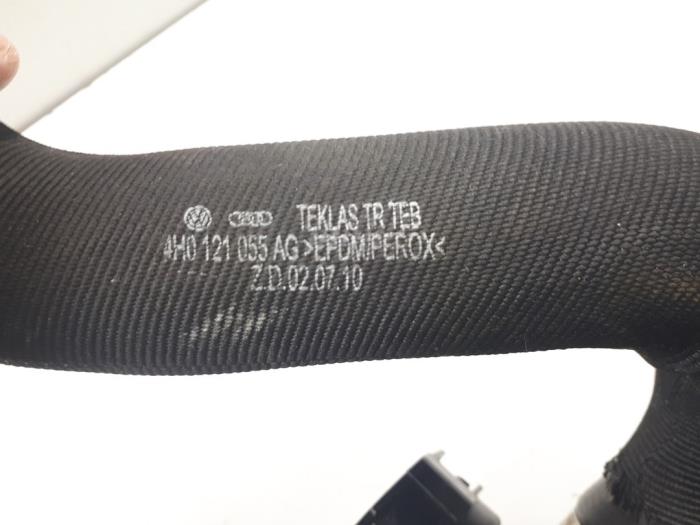 TEKLAS TR TEB
4H0 121 055 AG >EPDM/PEROX<
Z.D.02.07.10